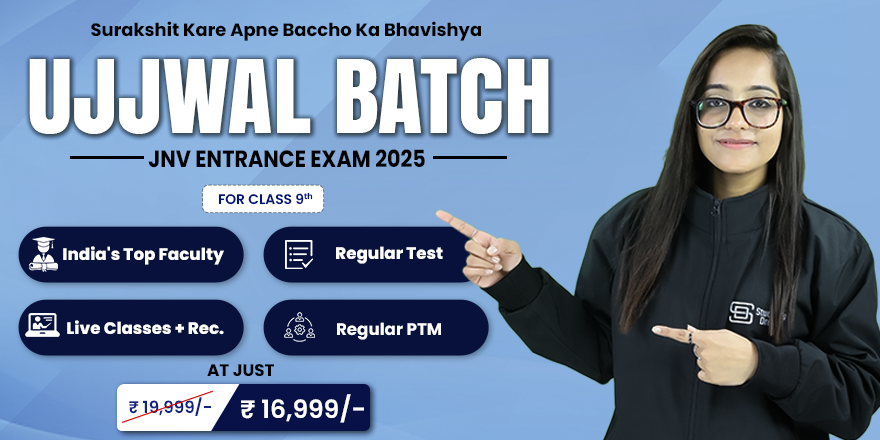 Surakshit Kare Apne Baccho Ka Bhavishya
UJJWAL BATCH
JNV ENTRANCE EXAM 2025
FOR CLASS 9th
India's Top Faculty
Regular Test
Live Classes + Rec.
Regular PTM
AT JUST
₹ 19,999/-
₹ 16,999/-